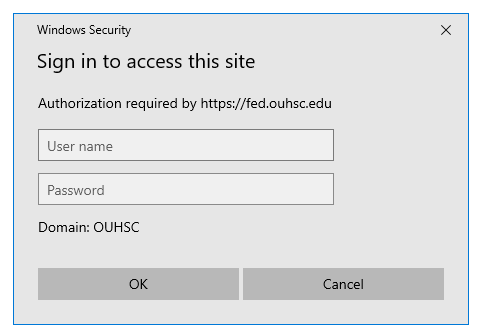 Windows Security
Sign in to access this site
Authorization required by https://fed.ouhsc.edu
User name
Password
Domain: OUHSC
OK
Cancel